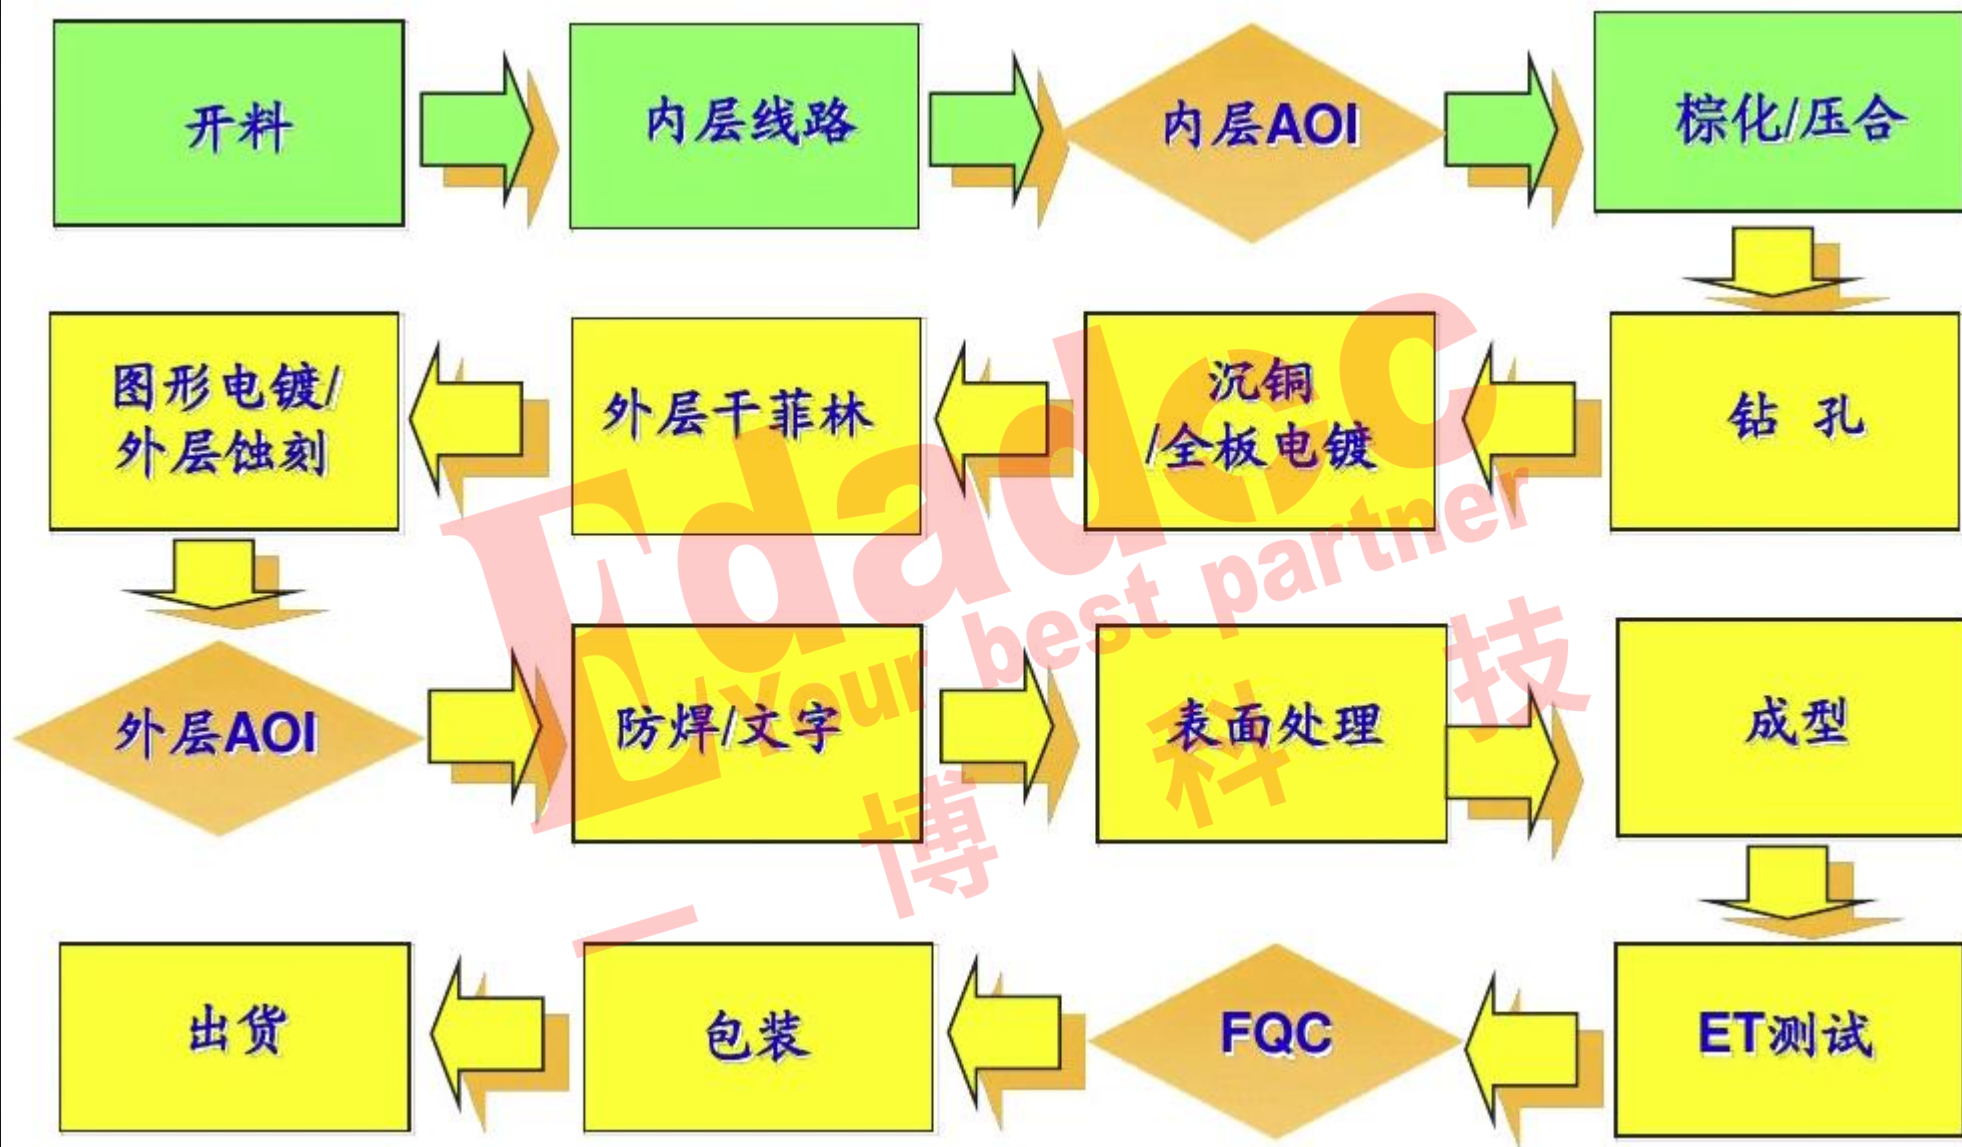 开料
内层线路
内层AOI
棕化/压合
钻 孔
沉铜
/全板电镀
外层干菲林
图形电镀/
外层蚀刻
外层AOI
防焊/文字
表面处理
成型
ET测试
FQC
包装
出货
Edadoc
Your best partner
一博科技